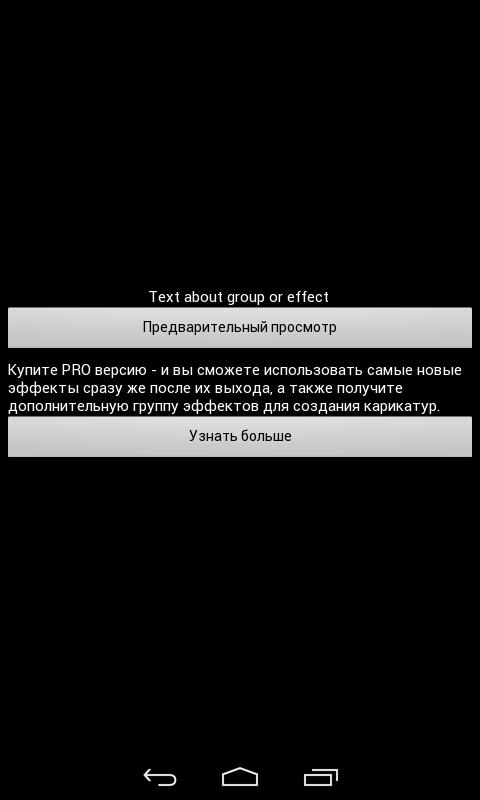 Text about group or effect
Предварительный просмотр
Купите PRO версию - и вы сможете использовать самые новые
эффекты сразу же после их выхода, а также получите
дополнительную группу эффектов для создания карикатур.
Узнать больше